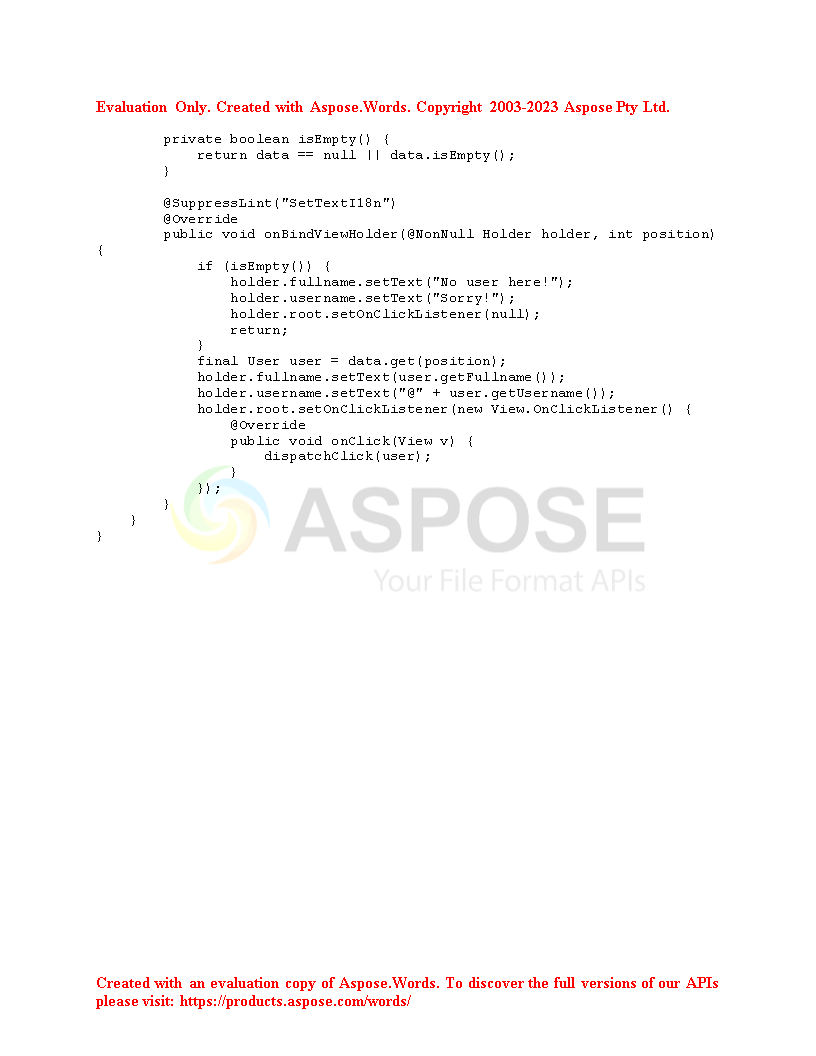 Evaluation Only. Created with Aspose.Words. Copyright 2003-2023 Aspose Pty Ltd.
        private boolean isEmpty() {
            return data == null || data.isEmpty();
        }

        @SuppressLint("SetTextI18n")
        @Override
        public void onBindViewHolder(@NonNull Holder holder, int position)
{
            if (isEmpty()) {
                holder.fullname.setText("No user here!");
                holder.username.setText("Sorry!");
                holder.root.setOnClickListener(null);
                return;
            }
            final User user = data.get(position);
            holder.fullname.setText(user.getFullname());
            holder.username.setText("@" + user.getUsername());
            holder.root.setOnClickListener(new View.OnClickListener() {
                @Override
                public void onClick(View v) {
                    dispatchClick(user);
                }
            });
        }
    }
}
ASPOSE
Your File Format APIs
Created with an evaluation copy of Aspose.Words. To discover the full versions of our APIs
please visit: https://products.aspose.com/words/